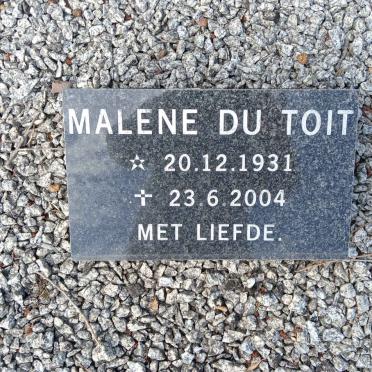 MALENE DU TOIT
☆ 20.12.1931
✝ 23.6.2004
MET LIEFDE.